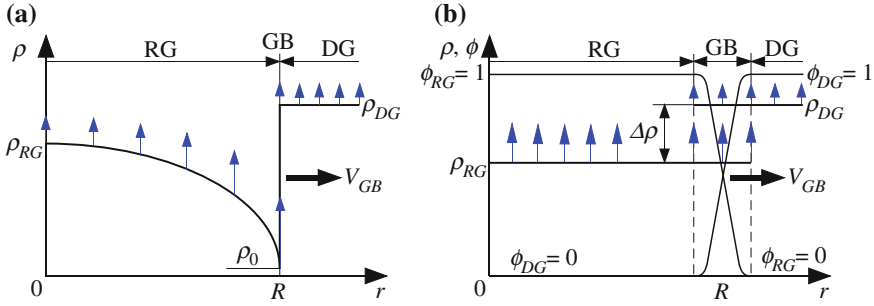 (a)
ρ
RG
GB
DG
ρ_DG
ρ_RG
V_GB
ρ_0
0
R
r
(b)
ρ, ϕ
RG
GB
DG
ϕ_RG = 1
ϕ_DG = 1
ρ_DG
Δρ
ρ_RG
V_GB
ϕ_DG = 0
ϕ_RG = 0
0
R
r